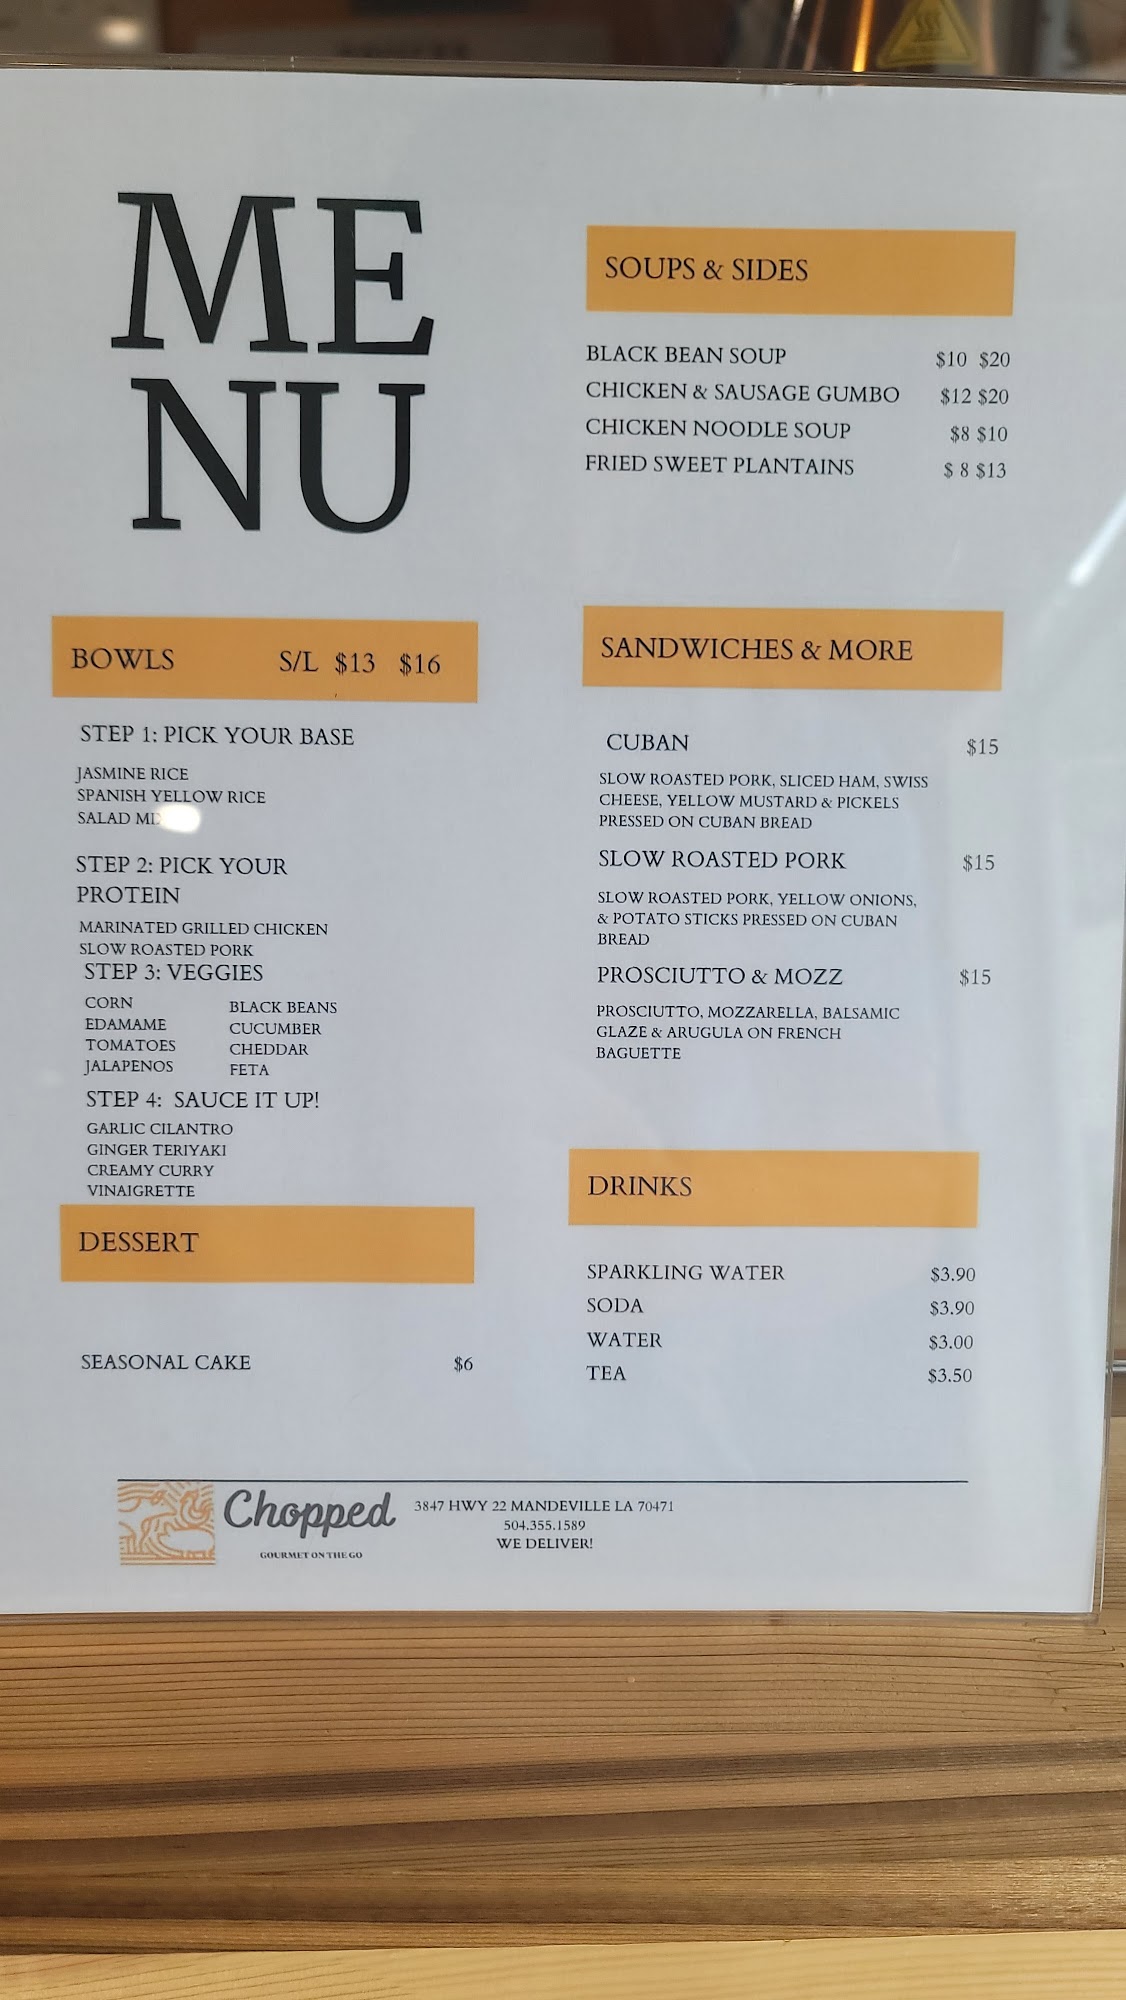 ME
NU
BOWLS S/L $13 $16
STEP 1: PICK YOUR BASE
JASMINE RICE
SPANISH YELLOW RICE
SALAD
STEP 2: PICK YOUR
PROTEIN
MARINATED GRILLED CHICKEN
SLOW ROASTED PORK
STEP 3: VEGGIES
CORN BLACK BEANS
EDAMAME CUCUMBER
TOMATOES CHEDDAR
JALAPENOS FETA
STEP 4: SAUCE IT UP!
GARLIC CILANTRO
GINGER TERIYAKI
CREAMY CURRY
VINAIGRETTE
DESSERT
SEASONAL CAKE $6
SOUPS & SIDES
BLACK BEAN SOUP $10 $20
CHICKEN & SAUSAGE GUMBO $12 $20
CHICKEN NOODLE SOUP $8 $10
FRIED SWEET PLANTAINS $ 8 $13
SANDWICHES & MORE
CUBAN $15
SLOW ROASTED PORK, SLICED HAM, SWISS
CHEESE, YELLOW MUSTARD & PICKELS
PRESSED ON CUBAN BREAD
SLOW ROASTED PORK $15
SLOW ROASTED PORK, YELLOW ONIONS,
& POTATO STICKS PRESSED ON CUBAN
BREAD
PROSCIUTTO & MOZZ $15
PROSCIUTTO, MOZZARELLA, BALSAMIC
GLAZE & ARUGULA ON FRENCH
BAGUETTE
DRINKS
SPARKLING WATER $3.90
SODA $3.90
WATER $3.00
TEA $3.50
Chopped
GOURMET ON THE GO
3847 HWY 22 MANDEVILLE LA 70471
504.355.1589
WE DELIVER!